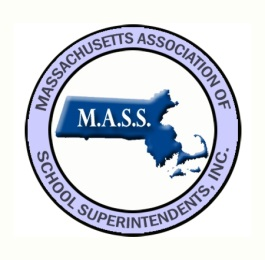 MASSACHUSETTS ASSOCIATION OF
M.A.S.S.
SCHOOL SUPERINTENDENTS, INC.